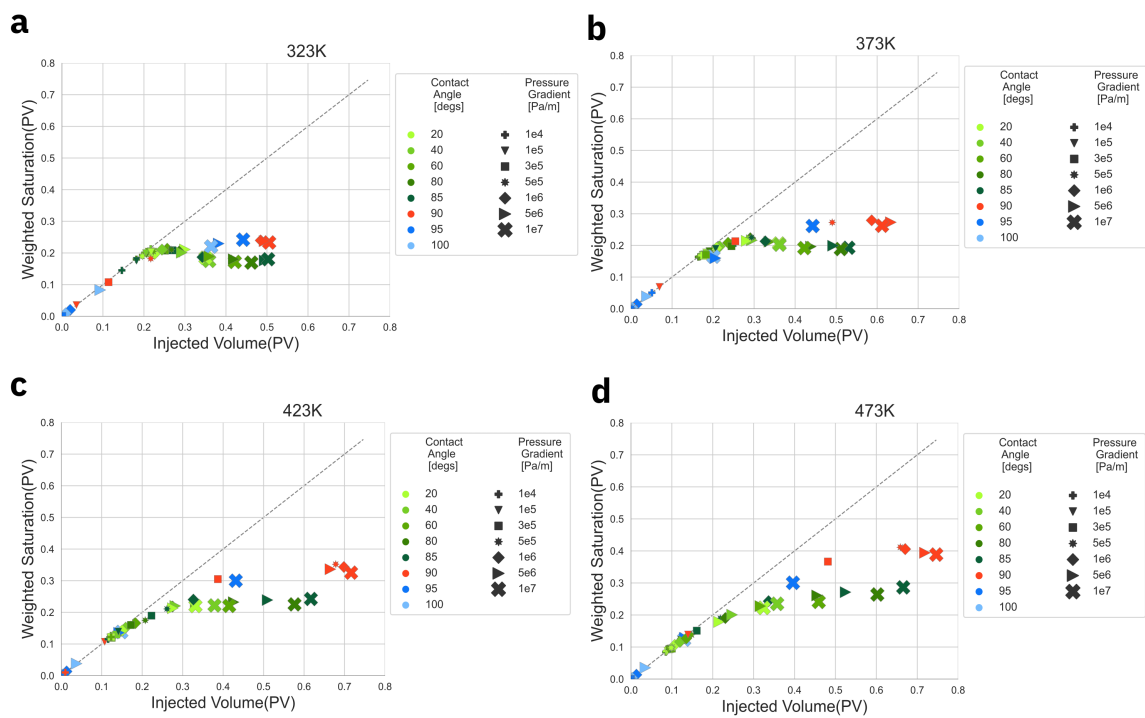 a
323K
Weighted Saturation(PV)
0.8
0.7
0.6
0.5
0.4
0.3
0.2
0.1
0.0
0.0 0.1 0.2 0.3 0.4 0.5 0.6 0.7 0.8
Injected Volume(PV)
Contact Angle [degs]
20
40
60
80
85
90
95
100
Pressure Gradient [Pa/m]
1e4
1e5
3e5
5e5
1e6
5e6
1e7
b
373K
Weighted Saturation(PV)
0.8
0.7
0.6
0.5
0.4
0.3
0.2
0.1
0.0
0.0 0.1 0.2 0.3 0.4 0.5 0.6 0.7 0.8
Injected Volume(PV)
Contact Angle [degs]
20
40
60
80
85
90
95
100
Pressure Gradient [Pa/m]
1e4
1e5
3e5
5e5
1e6
5e6
1e7
c
423K
Weighted Saturation(PV)
0.8
0.7
0.6
0.5
0.4
0.3
0.2
0.1
0.0
0.0 0.1 0.2 0.3 0.4 0.5 0.6 0.7 0.8
Injected Volume(PV)
Contact Angle [degs]
20
40
60
80
85
90
95
100
Pressure Gradient [Pa/m]
1e4
1e5
3e5
5e5
1e6
5e6
1e7
d
473K
Weighted Saturation(PV)
0.8
0.7
0.6
0.5
0.4
0.3
0.2
0.1
0.0
0.0 0.1 0.2 0.3 0.4 0.5 0.6 0.7 0.8
Injected Volume(PV)
Contact Angle [degs]
20
40
60
80
85
90
95
100
Pressure Gradient [Pa/m]
1e4
1e5
3e5
5e5
1e6
5e6
1e7